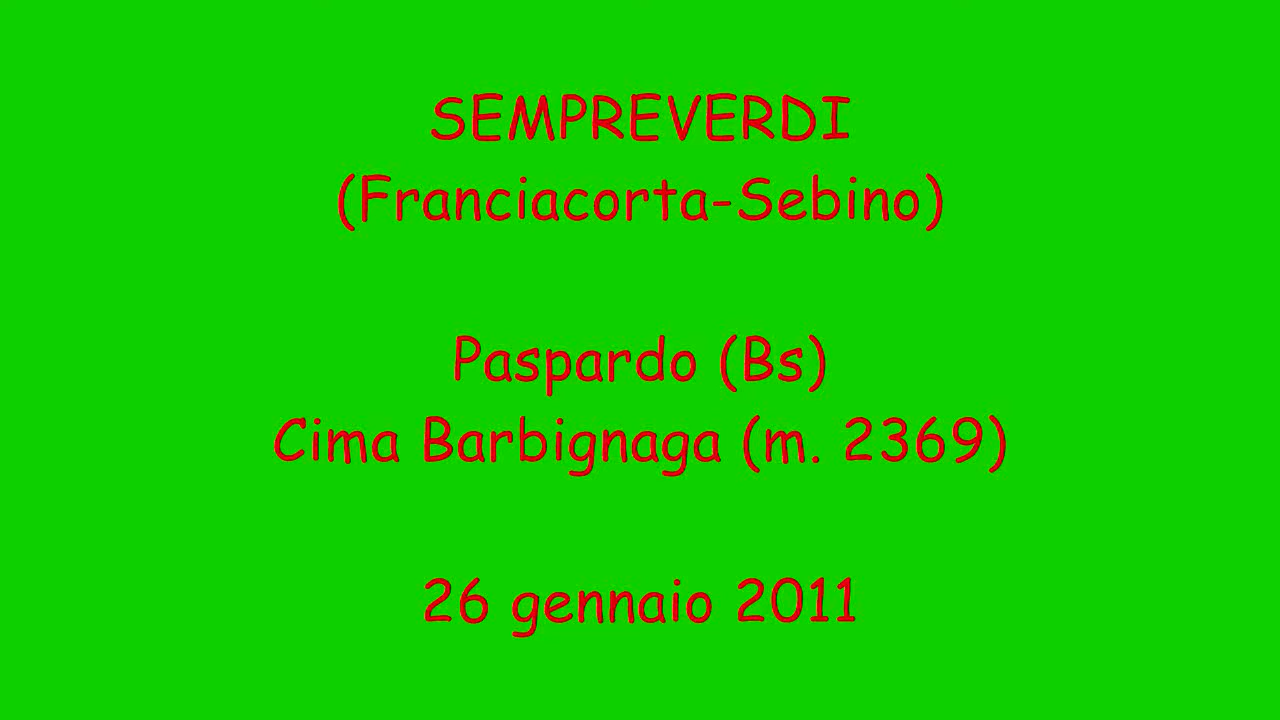 SEMPREVERDI
(Franciacorta-Sebino)
Paspardo (Bs)
Cima Barbignaga (m. 2369)
26 gennaio 2011